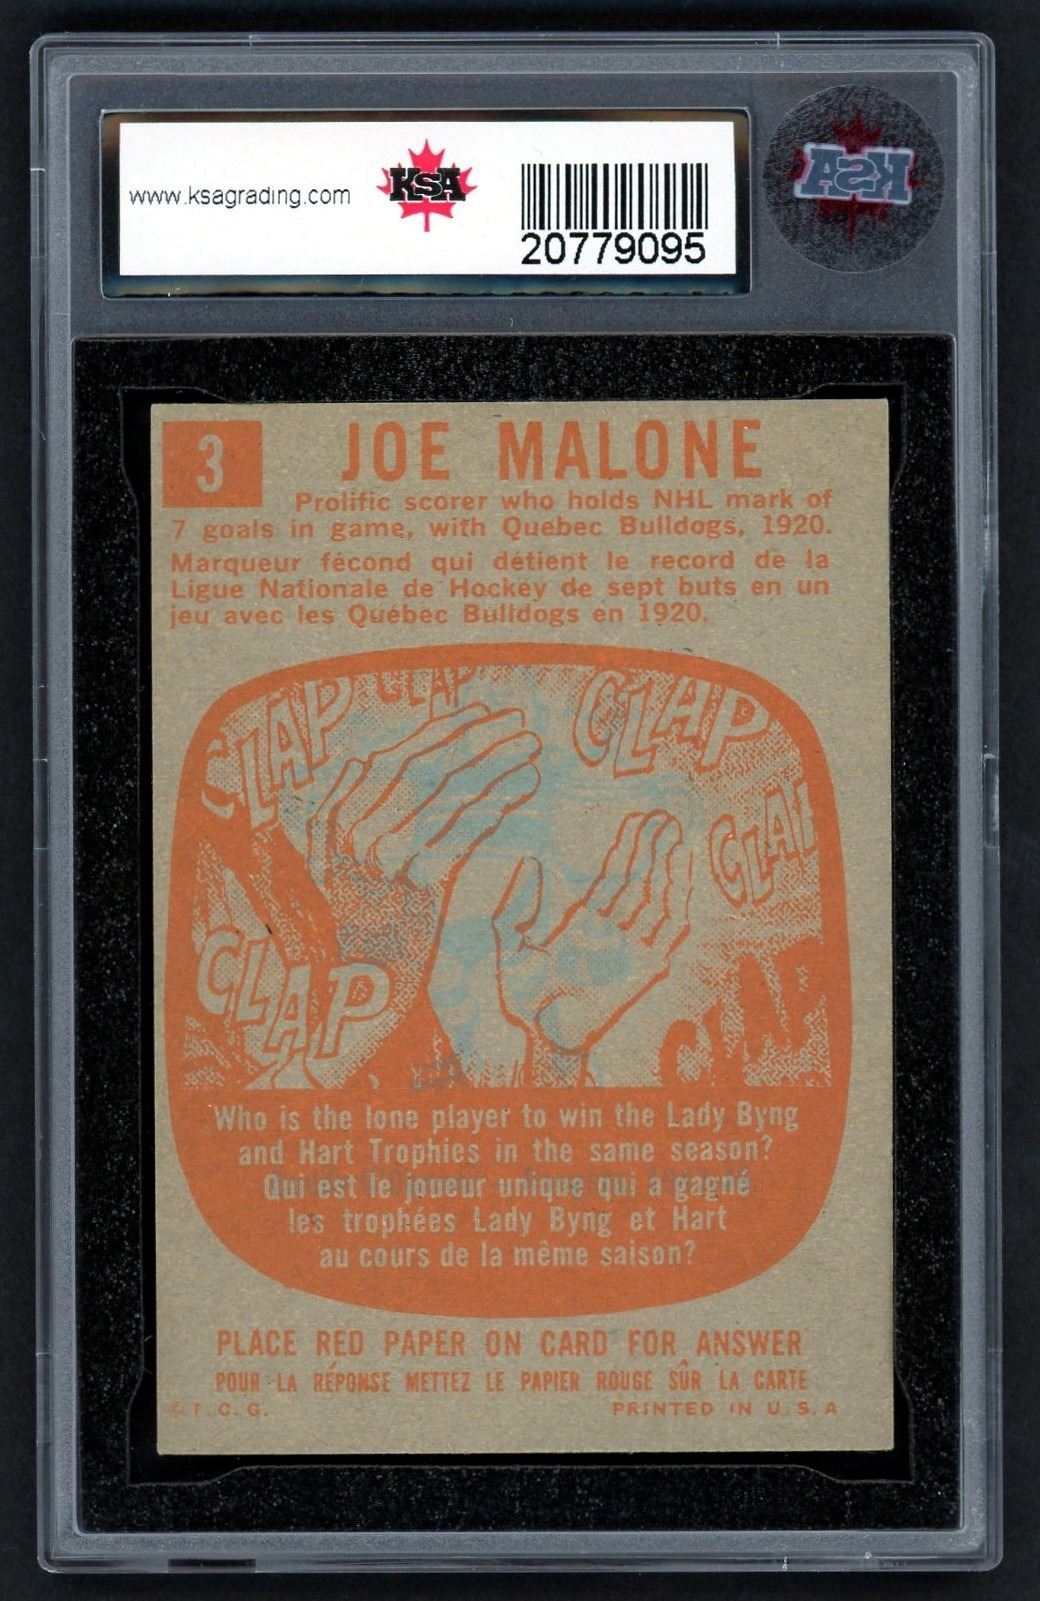 www.ksagrading.com
KSA
20779095
KSA
3
JOE MALONE
Prolific scorer who holds NHL mark of
7 goals in game, with Quebec Bulldogs, 1920.
Marqueur fécond qui détient le record de la
Ligue Nationale de Hockey de sept buts en un
jeu avec les Québec Bulldogs en 1920.
CLAP CLAP CLAP
CLAP
CLAP
CLAP
Who is the lone player to win the Lady Byng
and Hart Trophies in the same season?
Qui est le joueur unique qui a gagné
les trophées Lady Byng et Hart
au cours de la même saison?
PLACE RED PAPER ON CARD FOR ANSWER
POUR LA RÉPONSE METTEZ LE PAPIER ROUGE SÛR LA CARTE
© T. C. G. PRINTED IN U. S. A